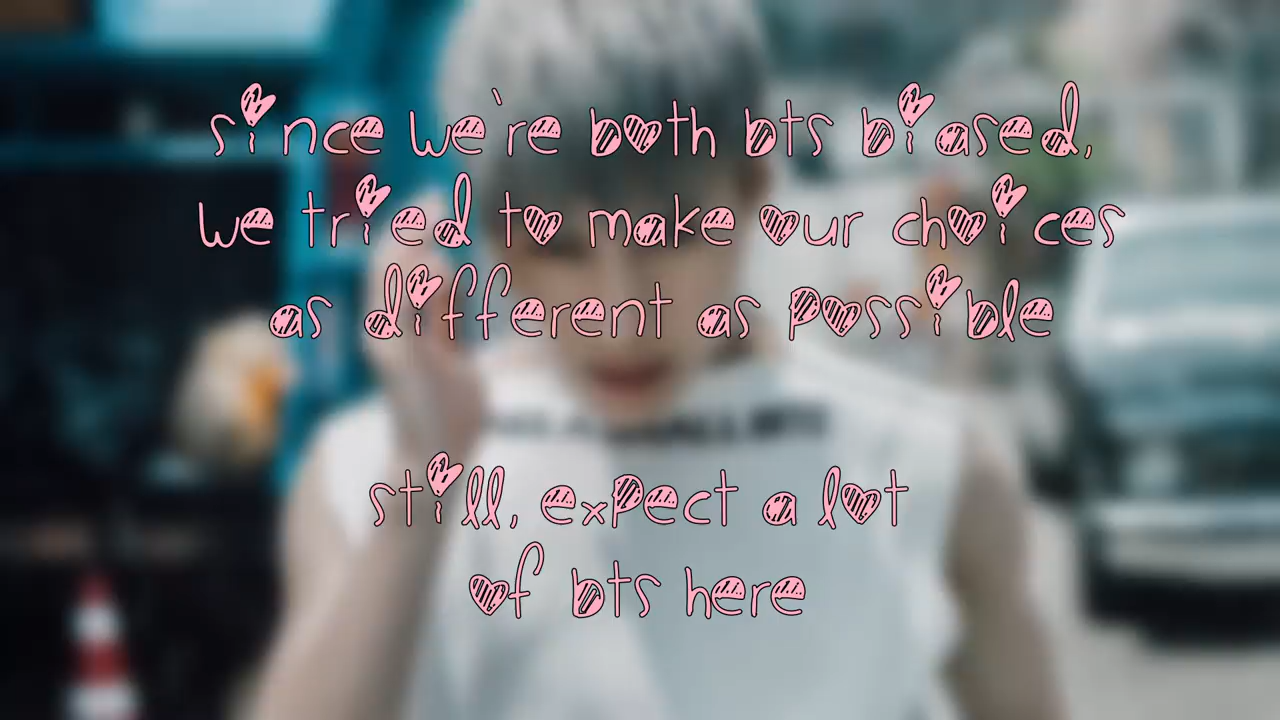 since we're both bts biased,
we tried to make our choices
as different as possible
still, expect a lot
of bts here